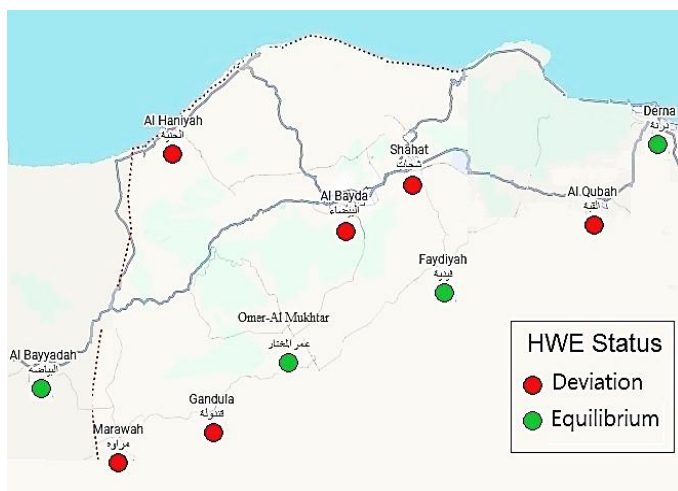 Al Haniyah
الحنية
Derna
درنة
Shahat
شحات
Al Bayda
البيضاء
Al Qubah
القبة
Faydiyah
فيدية
Omer-Al Mukhtar
عمر المختار
Al Bayyadah
البياضة
Gandula
قندولة
Marawah
مراوه
HWE Status
Deviation
Equilibrium